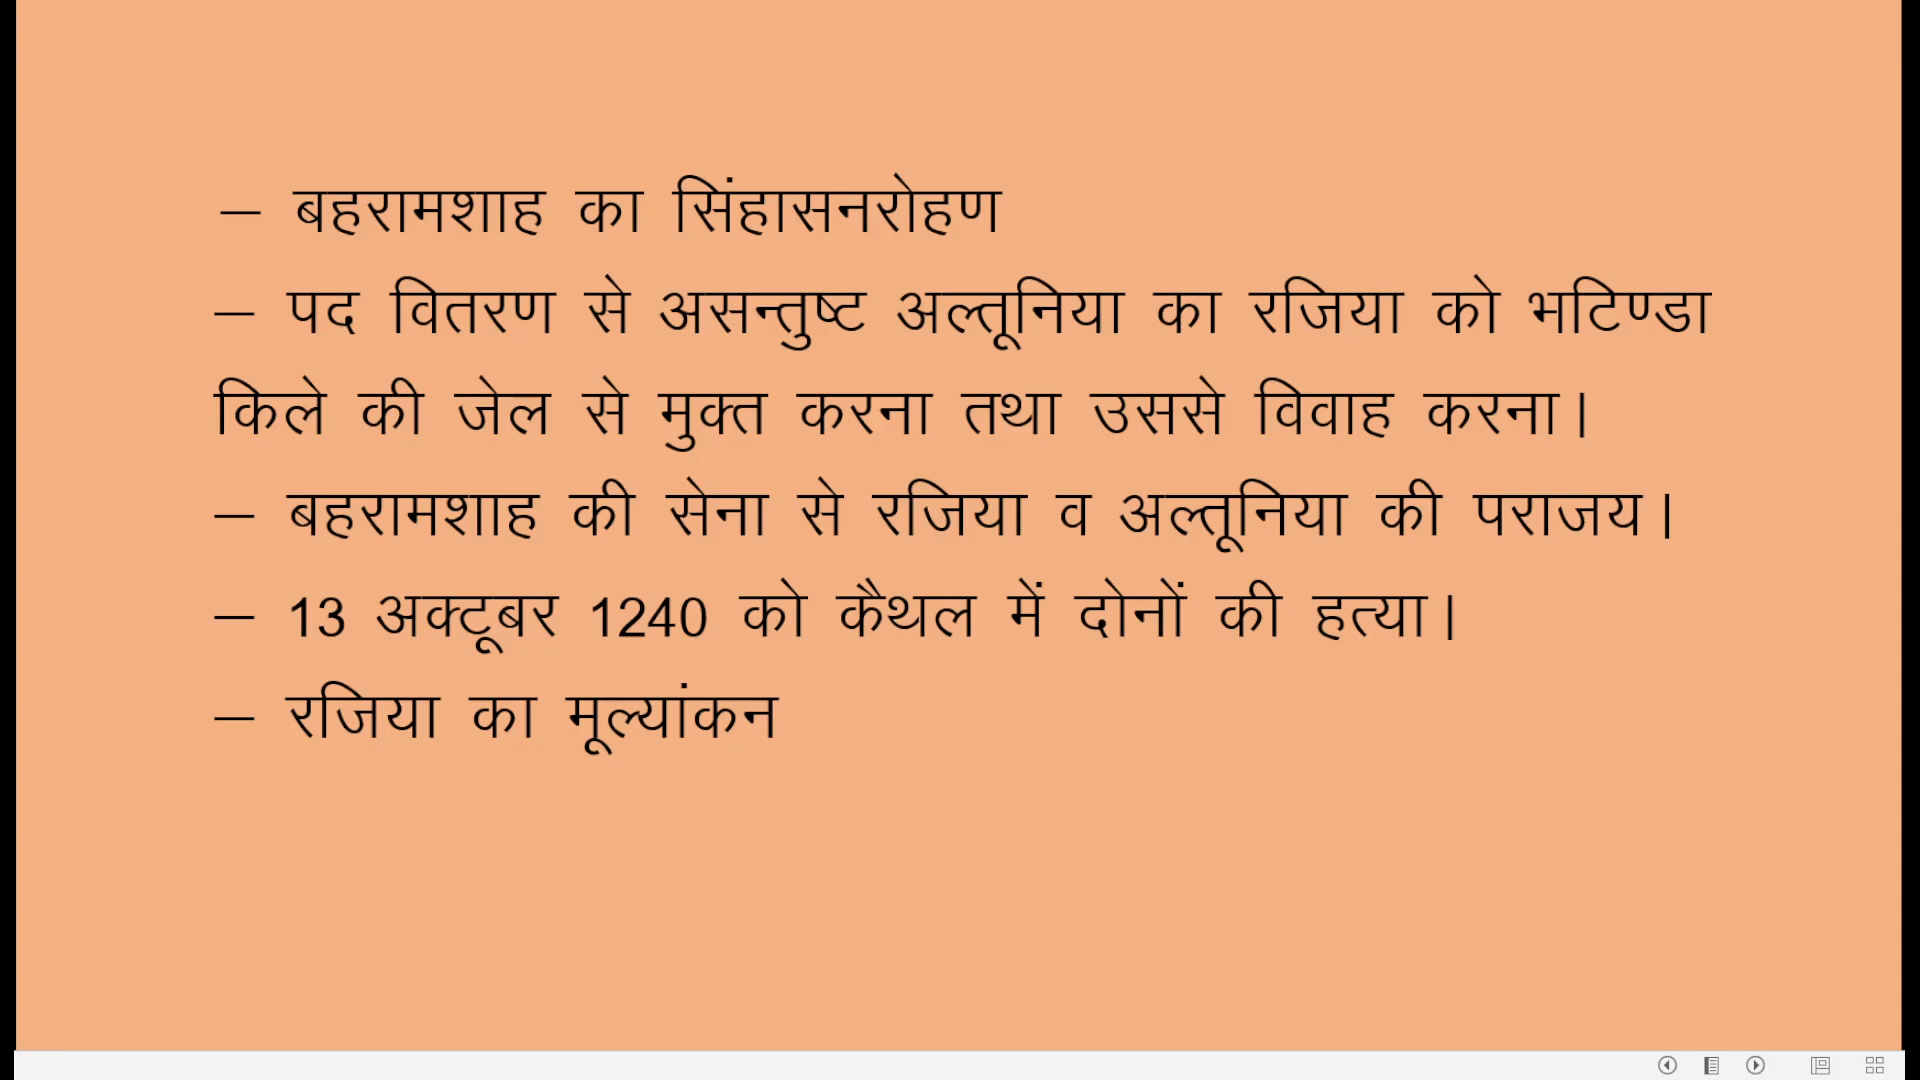 – बहरामशाह का सिंहासनरोहण
– पद वितरण से असन्तुष्ट अल्तूनिया का रजिया को भटिण्डा
किले की जेल से मुक्त करना तथा उससे विवाह करना।
– बहरामशाह की सेना से रजिया व अल्तूनिया की पराजय।
– 13 अक्टूबर 1240 को कैथल में दोनों की हत्या।
– रजिया का मूल्यांकन